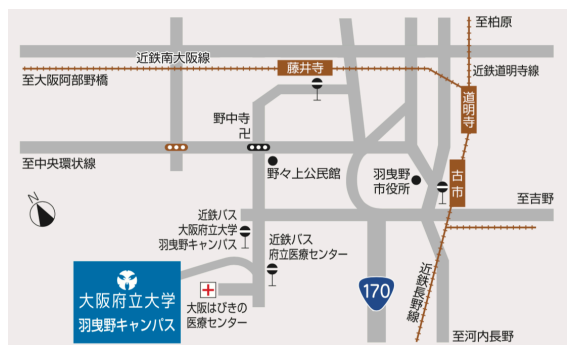 至柏原
近鉄南大阪線
藤井寺
近鉄道明寺線
至大阪阿部野橋
道明寺
野中寺
卍
至中央環状線
野々上公民館
羽曳野
市役所
古市
至吉野
N
近鉄バス
大阪府立大学
羽曳野キャンパス
近鉄バス
府立医療センター
大阪府立大学
羽曳野キャンパス
大阪はびきの
医療センター
170
近鉄長野線
至河内長野